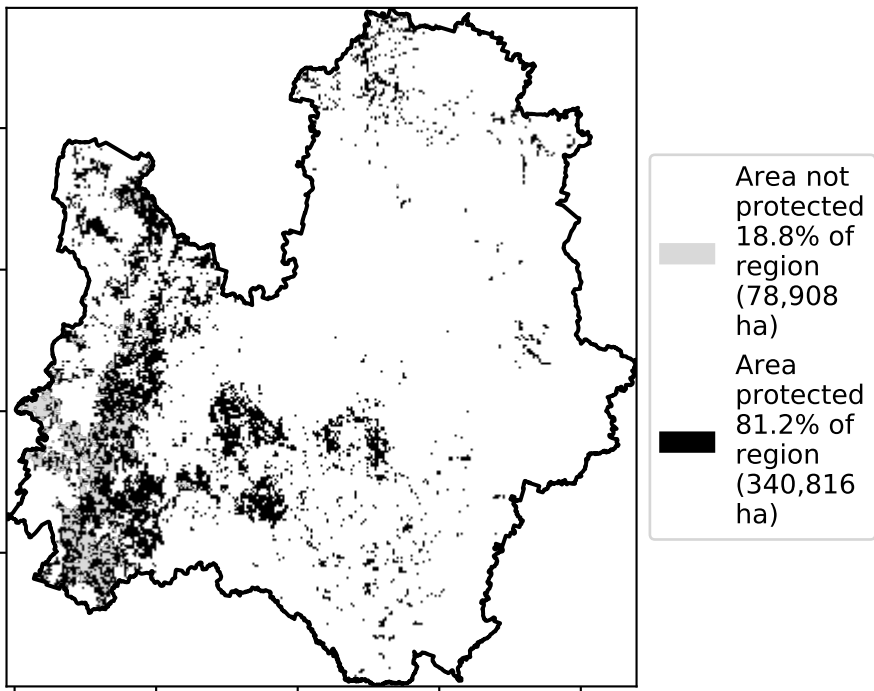 Area not
protected
18.8% of
region
(78,908
ha)
Area
protected
81.2% of
region
(340,816
ha)